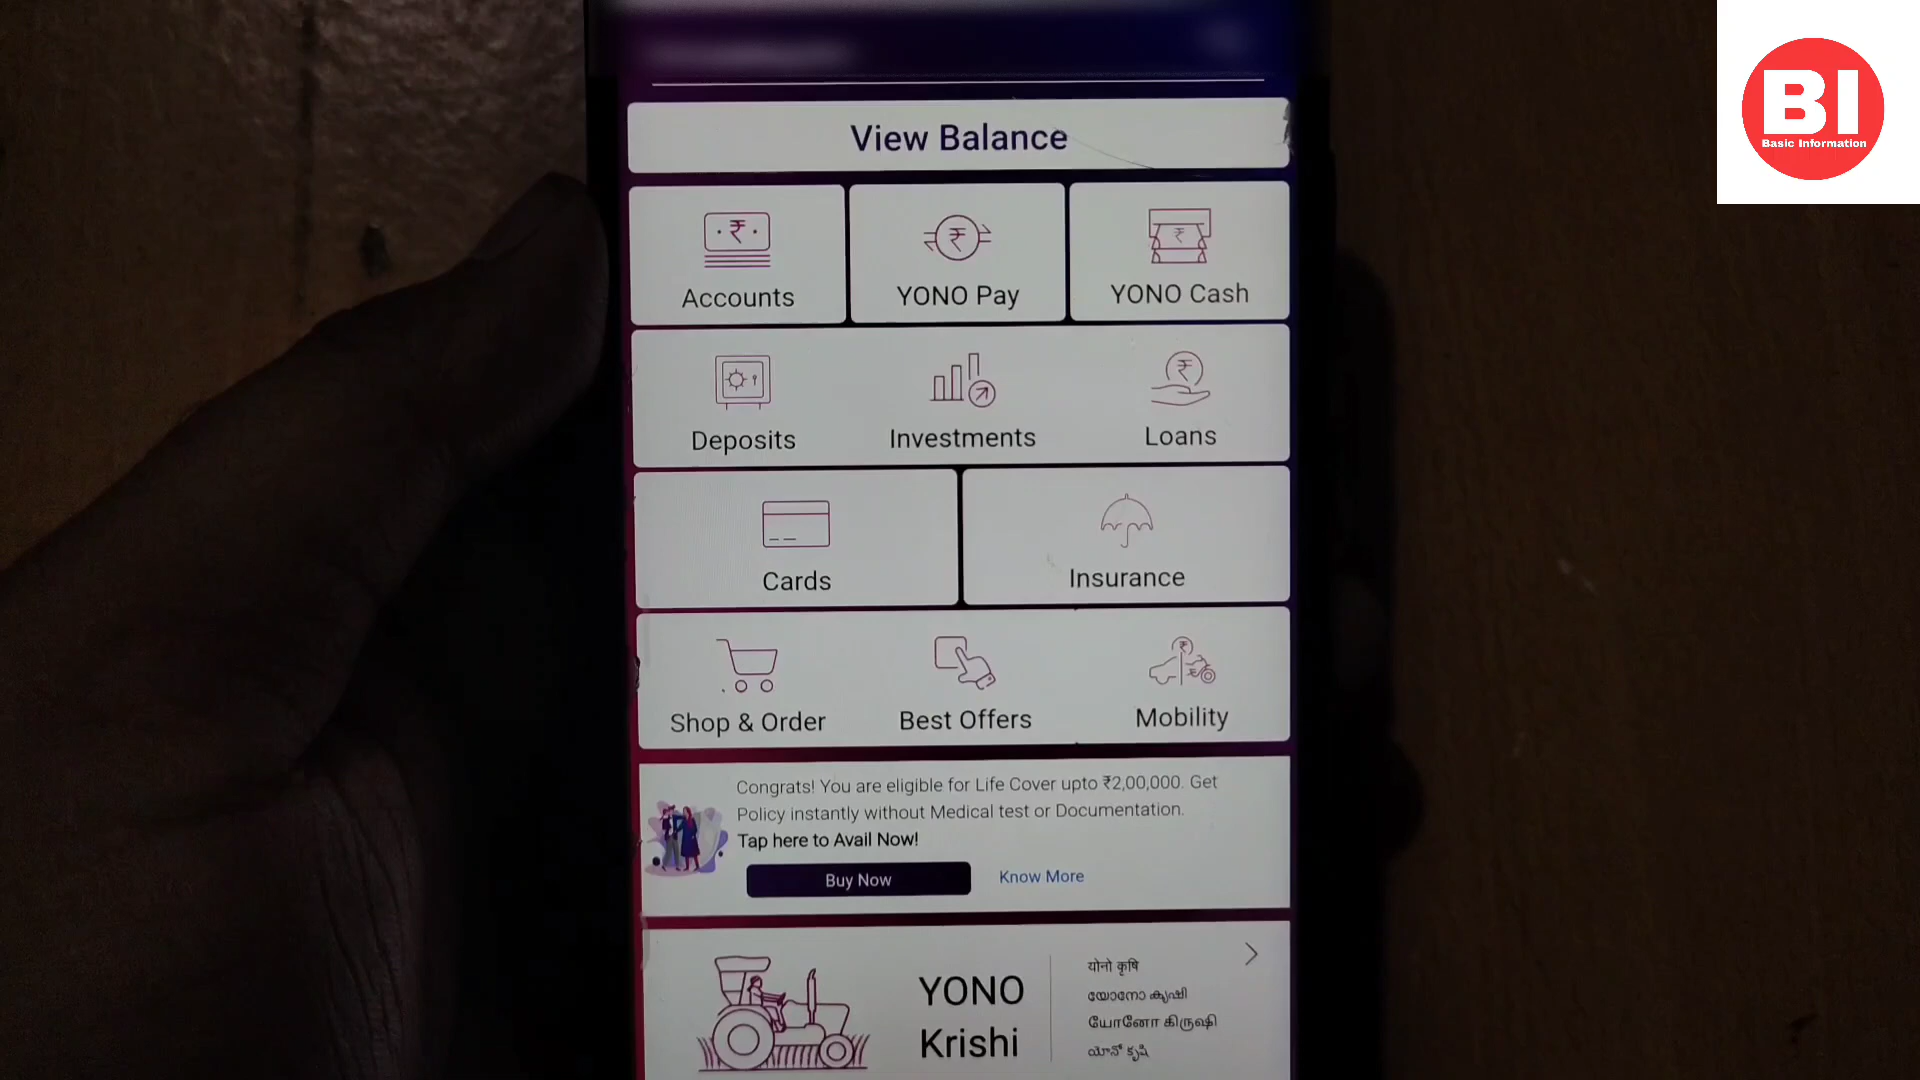 BI
Basic Information
View Balance
Accounts
YONO Pay
YONO Cash
Deposits
Investments
Loans
Cards
Insurance
Shop & Order
Best Offers
Mobility
Congrats! You are eligible for Life Cover upto ₹2,00,000. Get
Policy instantly without Medical test or Documentation.
Tap here to Avail Now!
Buy Now
Know More
YONO
Krishi
योनो कृषि
യോനോ കൃഷി
யோனோ கிருஷி
యోనో కృషి